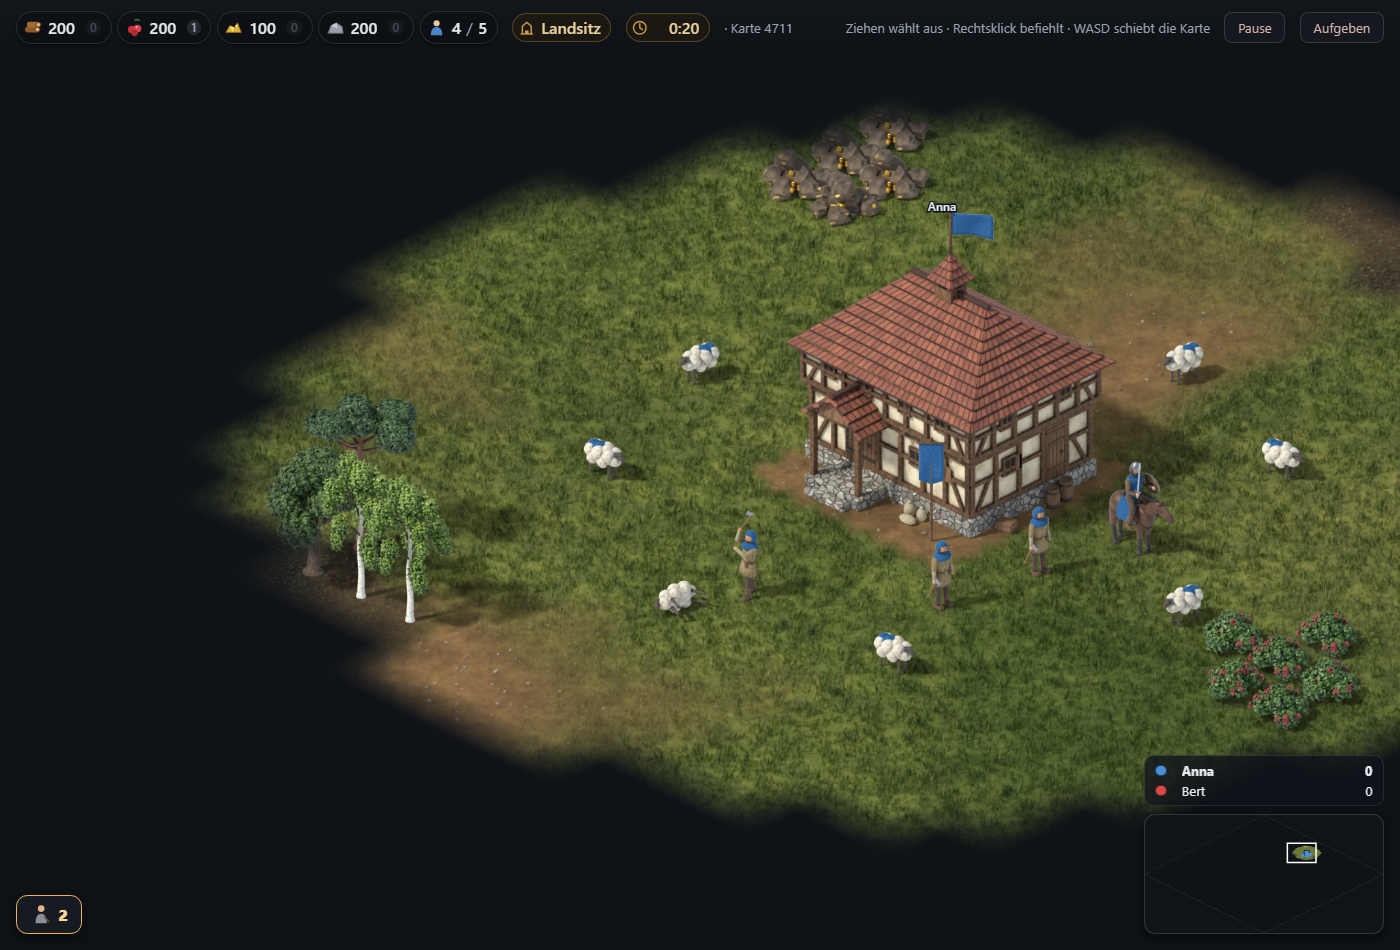 200 0 200 1 100 0 200 0 4 / 5 Landsitz 0:20 · Karte 4711 Ziehen wählt aus · Rechtsklick befiehlt · WASD schiebt die Karte Pause Aufgeben
Anna
Anna 0
Bert 0
2